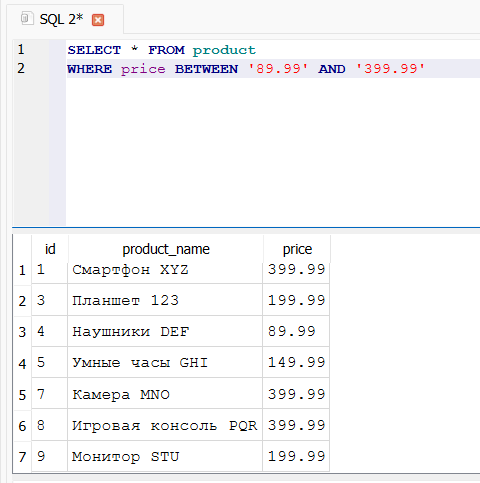 SQL 2*
1 SELECT * FROM product
2 WHERE price BETWEEN '89.99' AND '399.99'
id product_name price
1 1 Смартфон XYZ 399.99
2 3 Планшет 123 199.99
3 4 Наушники DEF 89.99
4 5 Умные часы GHI 149.99
5 7 Камера MNO 399.99
6 8 Игровая консоль PQR 399.99
7 9 Монитор STU 199.99